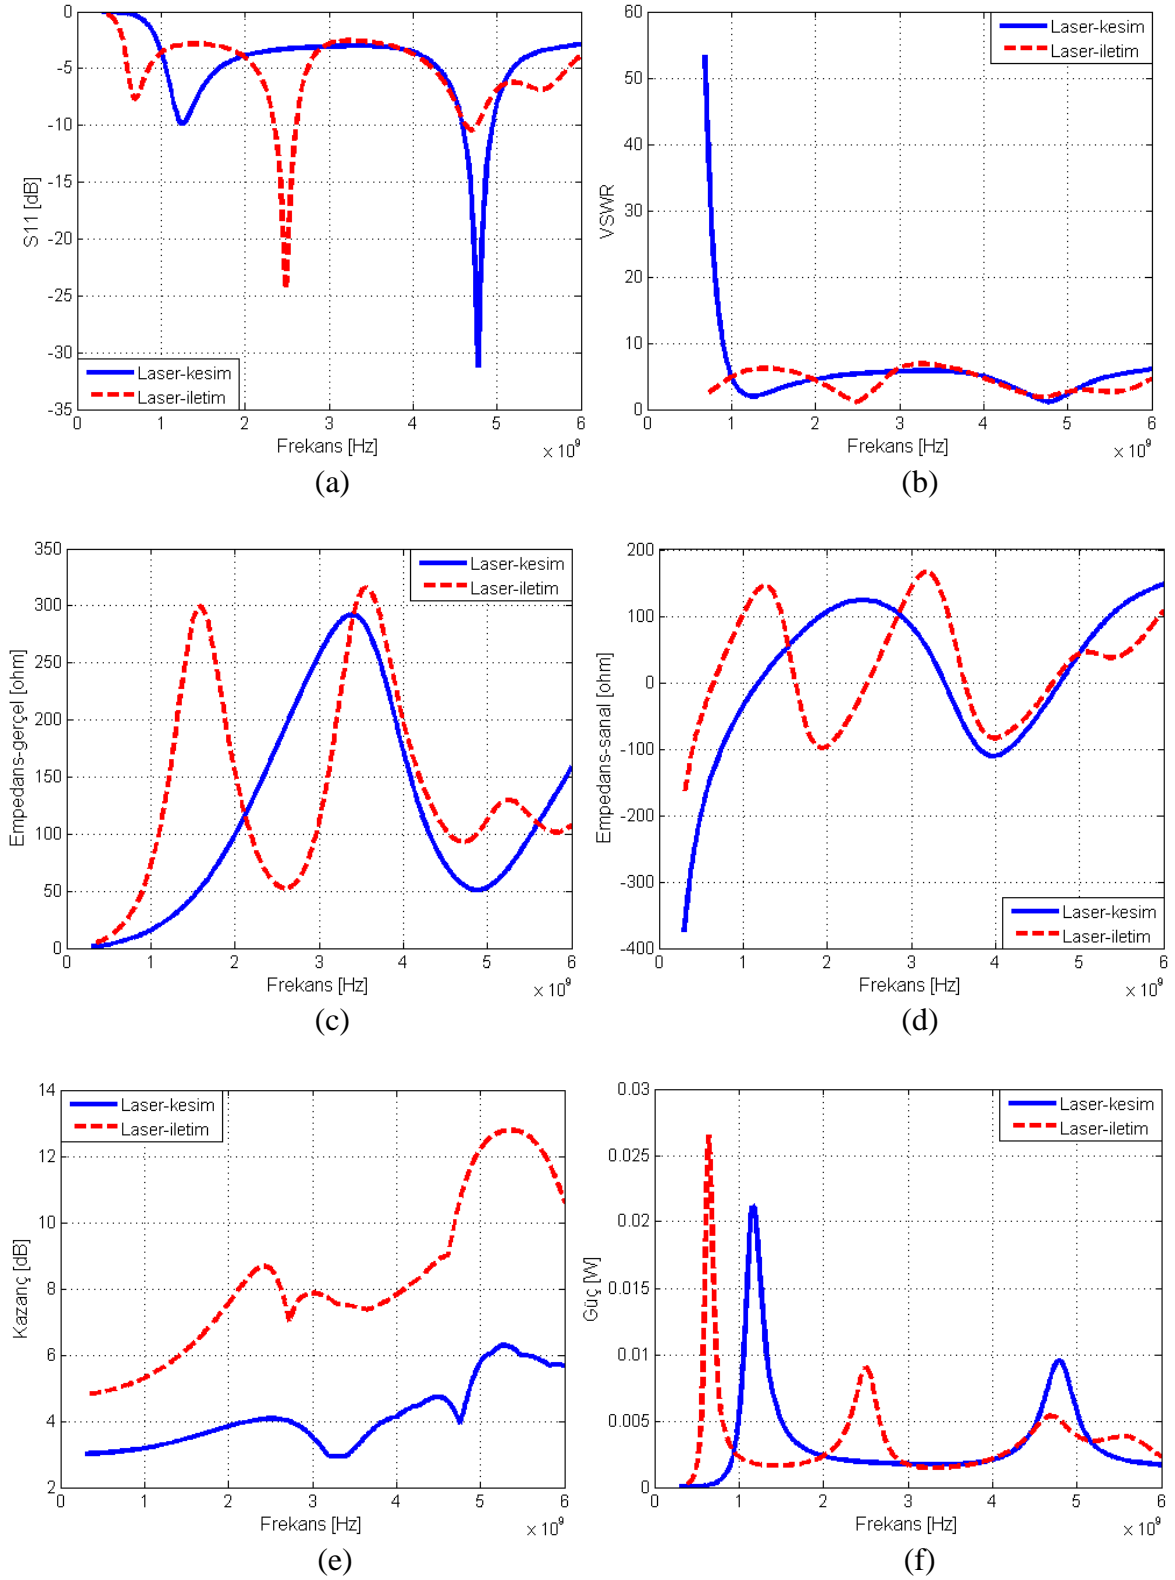 0
-5
-10
-15
-20
-25
-30
-35
S11 [dB]
Laser-kesim
Laser-iletim
0 1 2 3 4 5 6
Frekans [Hz]
x 10^9
(a)
60
50
40
30
20
10
0
VSWR
Laser-kesim
Laser-iletim
0 1 2 3 4 5 6
Frekans [Hz]
x 10^9
(b)
350
300
250
200
150
100
50
0
Empedans-gerçel [ohm]
Laser-kesim
Laser-iletim
0 1 2 3 4 5 6
Frekans [Hz]
x 10^9
(c)
200
100
0
-100
-200
-300
-400
Empedans-sanal [ohm]
Laser-kesim
Laser-iletim
0 1 2 3 4 5 6
Frekans [Hz]
x 10^9
(d)
14
12
10
8
6
4
2
Kazanç [dB]
Laser-kesim
Laser-iletim
0 1 2 3 4 5 6
Frekans [Hz]
x 10^9
(e)
0.03
0.025
0.02
0.015
0.01
0.005
0
Güç [W]
Laser-kesim
Laser-iletim
0 1 2 3 4 5 6
Frekans [Hz]
x 10^9
(f)